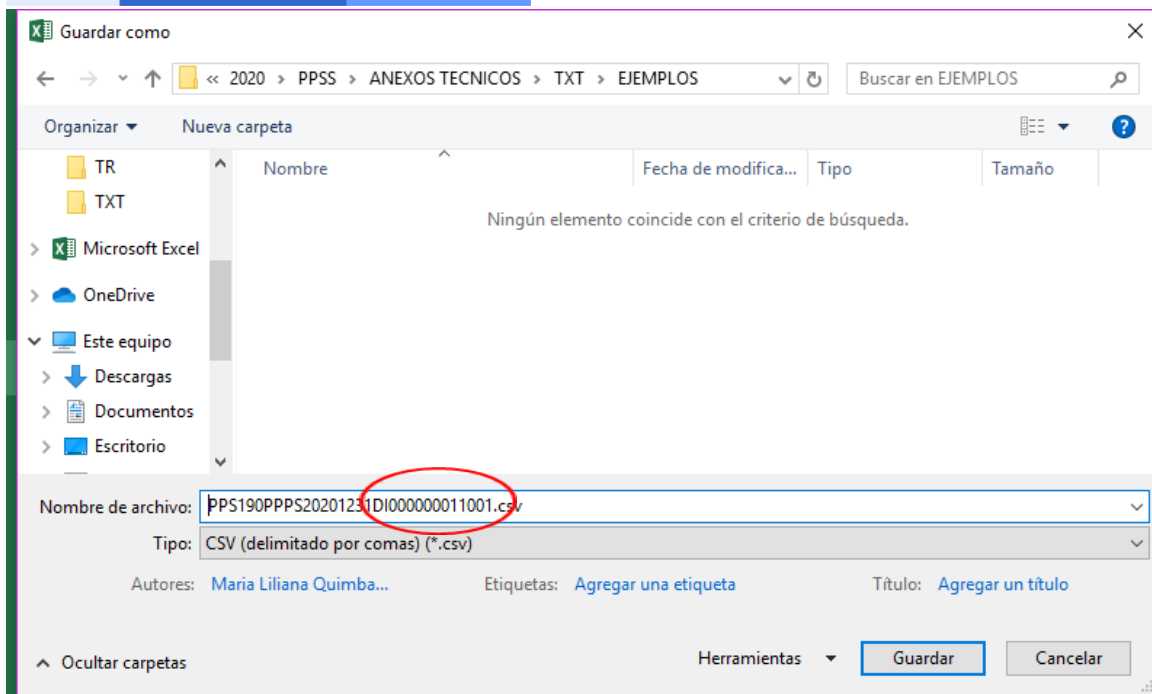 Guardar como
« 2020 > PPSS > ANEXOS TECNICOS > TXT > EJEMPLOS
Buscar en EJEMPLOS
Organizar
Nueva carpeta
TR
TXT
Microsoft Excel
OneDrive
Este equipo
Descargas
Documentos
Escritorio
Nombre
Fecha de modifica...
Tipo
Tamaño
Ningún elemento coincide con el criterio de búsqueda.
Nombre de archivo: PPS190PPPS20201231DI000000011001.csv
Tipo: CSV (delimitado por comas) (*.csv)
Autores: Maria Liliana Quimba...
Etiquetas: Agregar una etiqueta
Título: Agregar un título
Ocultar carpetas
Herramientas
Guardar
Cancelar